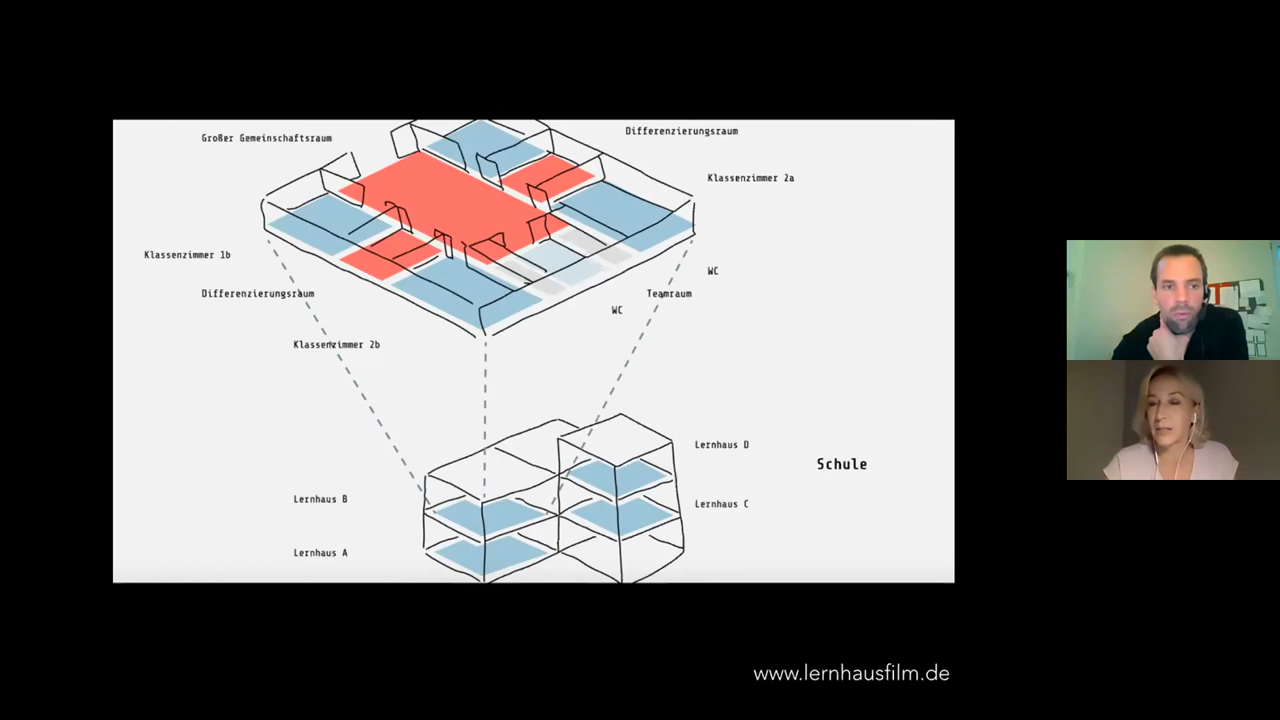 Großer Gemeinschaftsraum
Differenzierungsraum
Klassenzimmer 2a
Klassenzimmer 1b
WC
Differenzierungsraum
Teamraum
WC
Klassenzimmer 2b
Lernhaus D
Schule
Lernhaus B
Lernhaus C
Lernhaus A
www.lernhausfilm.de